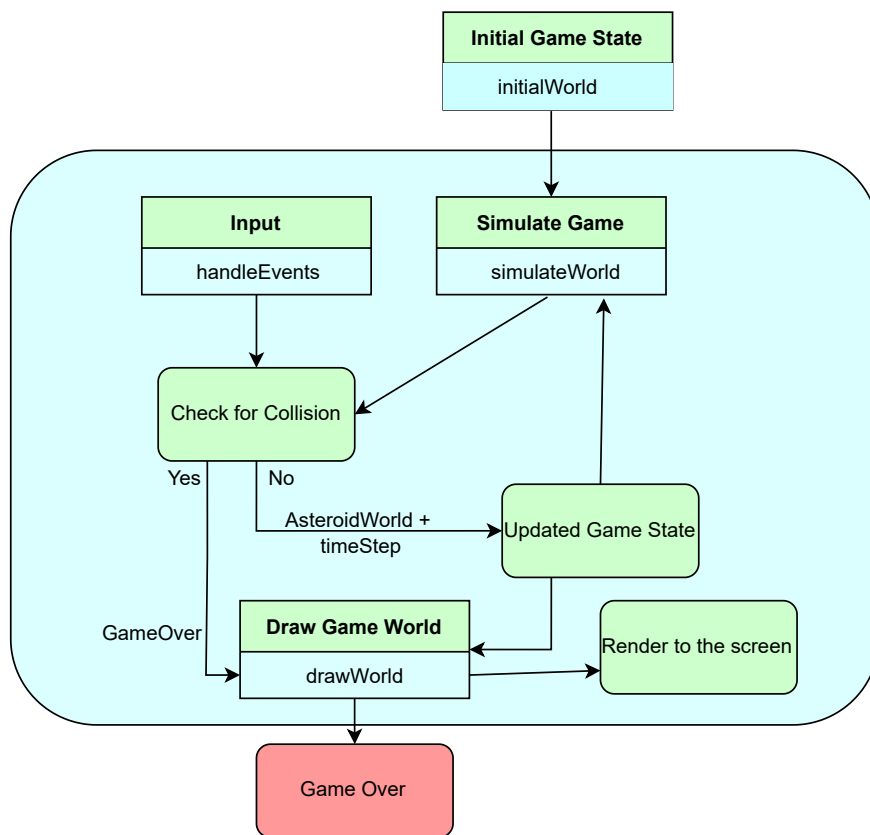 Initial Game State
initialWorld
Input
handleEvents
Simulate Game
simulateWorld
Check for Collision
Yes
No
AsteroidWorld +
timeStep
Updated Game State
GameOver
Draw Game World
drawWorld
Render to the screen
Game Over